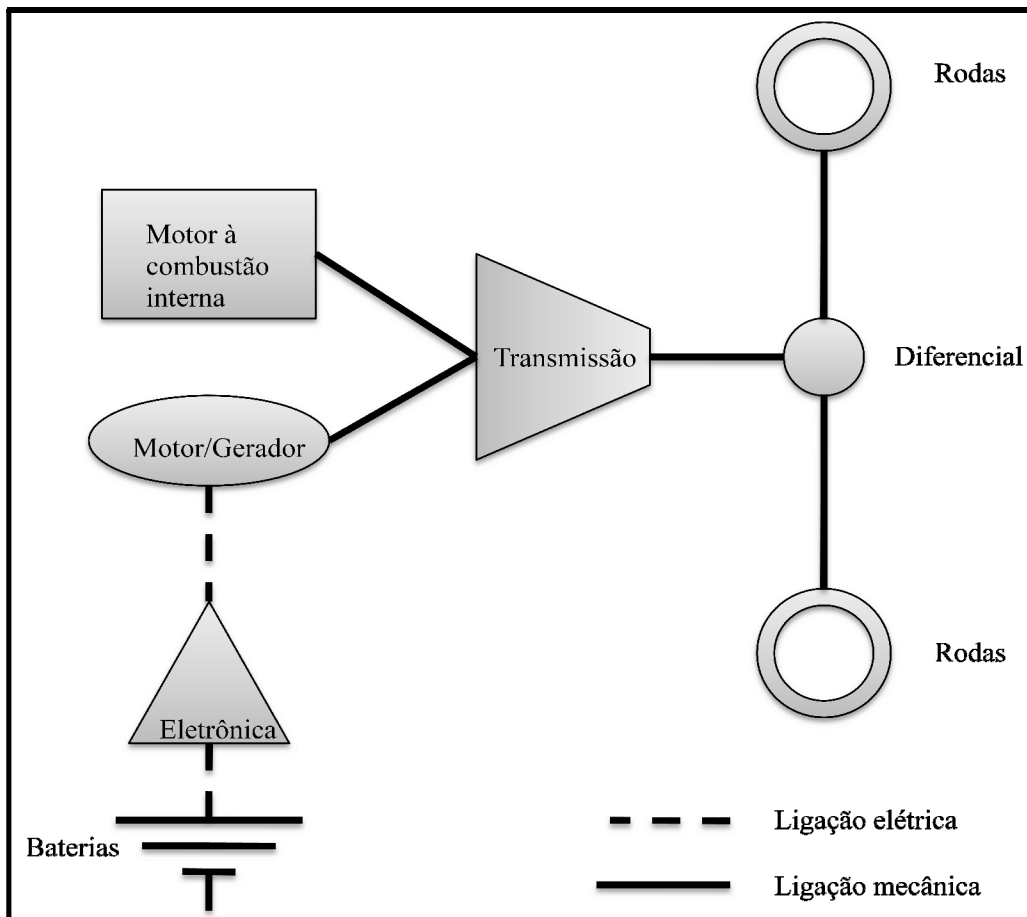 Rodas
Motor à
combustão
interna
Transmissão
Diferencial
Motor/Gerador
Rodas
Eletrônica
Baterias
Ligação elétrica
Ligação mecânica